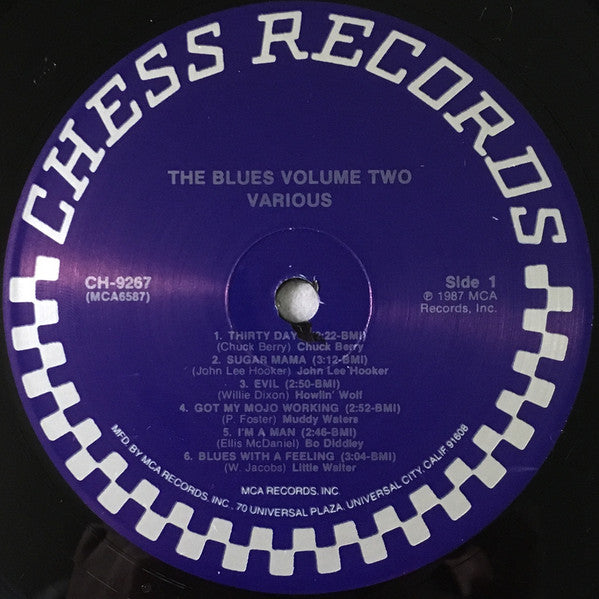 CHESS RECORDS
THE BLUES VOLUME TWO
VARIOUS
CH-9267
(MCA6587)
Side 1
℗ 1987 MCA
Records, Inc.
1. THIRTY DAY :22-BMI)
(Chuck Berry) Chuck Berry
2. SUGAR MAMA (3:12-BMI)
(John Lee Hooker) John Lee Hooker
3. EVIL (2:50-BMI)
(Willie Dixon) Howlin' Wolf
4. GOT MY MOJO WORKING (2:52-BMI)
(P. Foster) Muddy Waters
5. I'M A MAN (2:46-BMI)
(Ellis McDaniel) Bo Diddley
6. BLUES WITH A FEELING (3:04-BMI)
(W. Jacobs) Little Walter
MCA RECORDS, INC.
MFD. BY MCA RECORDS, INC. 70 UNIVERSAL PLAZA, UNIVERSAL CITY, CALIF. 91608